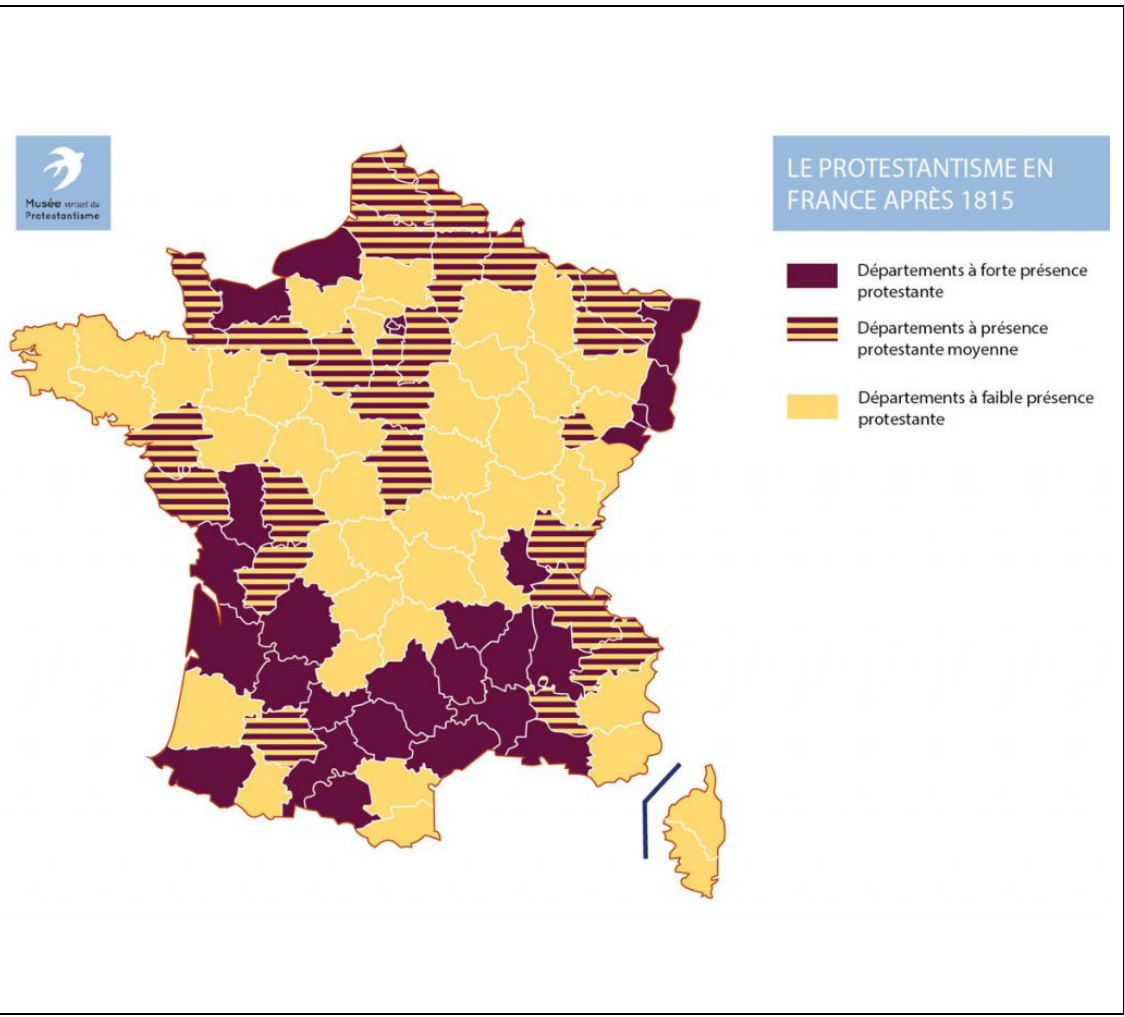 Musée virtuel du
Protestantisme
LE PROTESTANTISME EN
FRANCE APRÈS 1815
Départements à forte présence
protestante
Départements à présence
protestante moyenne
Départements à faible présence
protestante